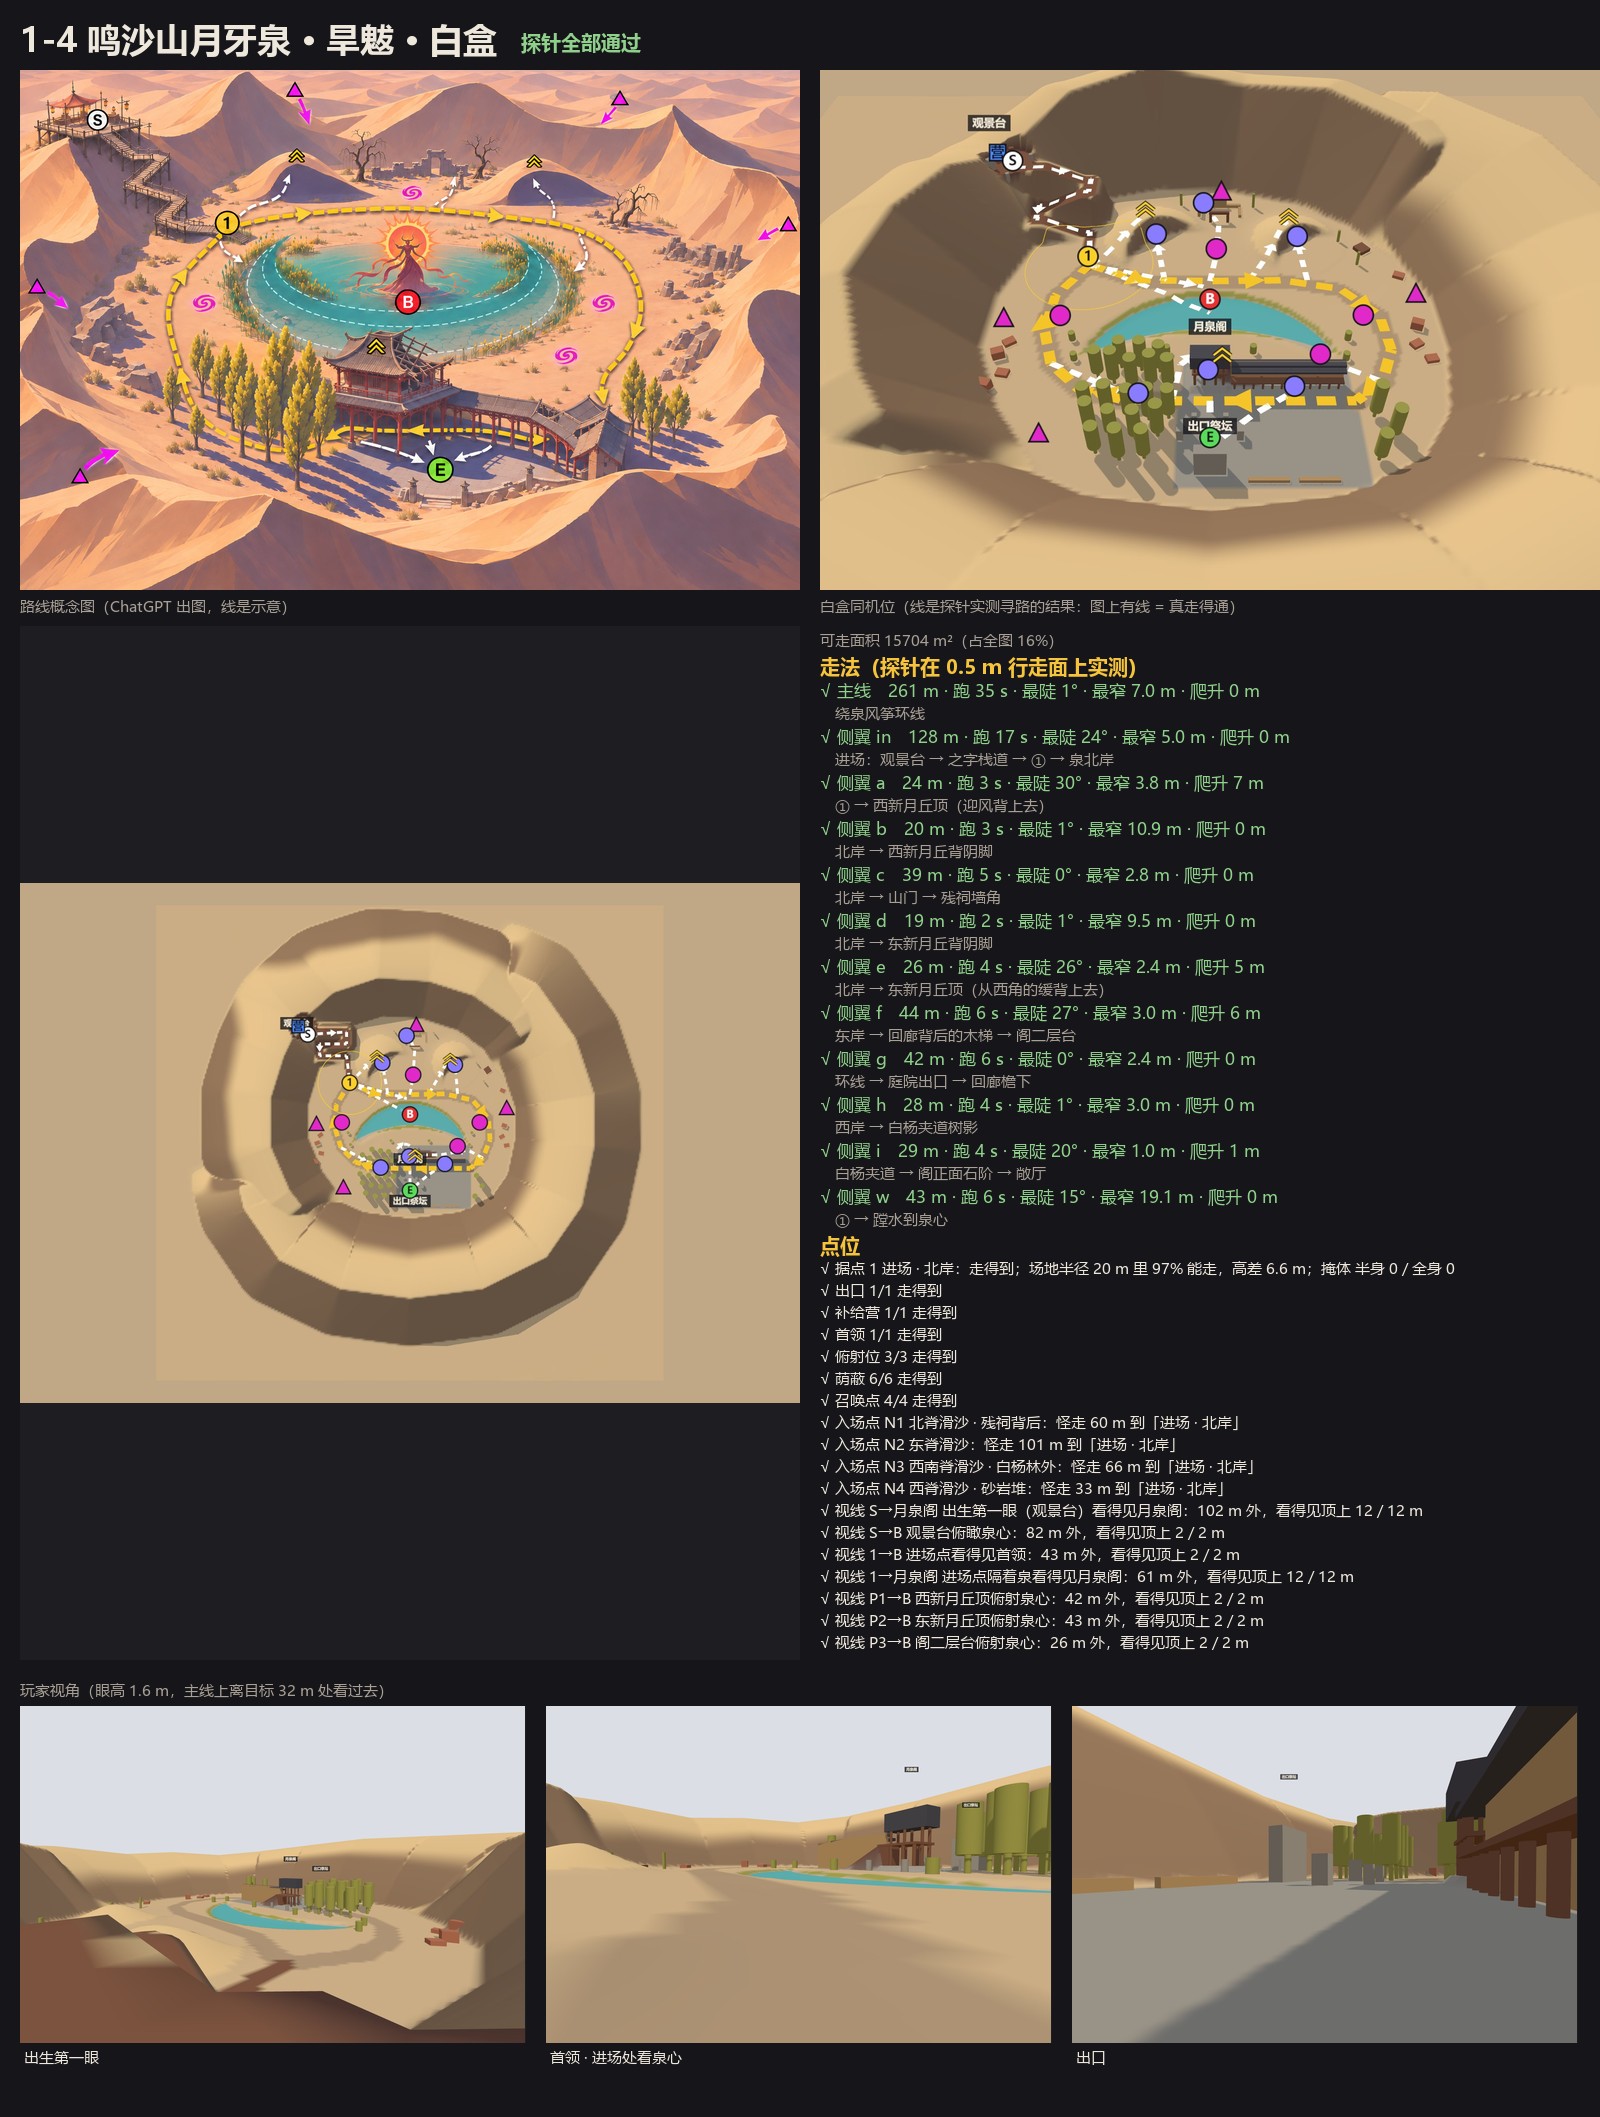 1-4 鸣沙山月牙泉·旱魃·白盒 探针全部通过
S
1
B
E
观景台
营
S
1
B
月泉阁
出口祭坛
E
路线概念图（ChatGPT 出图，线是示意）
白盒同机位（线是探针实测寻路的结果：图上有线 = 真走得通）
可走面积 15704 m²（占全图 16%）
走法（探针在 0.5 m 行走面上实测）
√ 主线 261 m · 跑 35 s · 最陡 1° · 最窄 7.0 m · 爬升 0 m
绕泉风筝环线
√ 侧翼 in 128 m · 跑 17 s · 最陡 24° · 最窄 5.0 m · 爬升 0 m
进场：观景台 → 之字栈道 → ① → 泉北岸
√ 侧翼 a 24 m · 跑 3 s · 最陡 30° · 最窄 3.8 m · 爬升 7 m
① → 西新月丘顶（迎风背上去）
√ 侧翼 b 20 m · 跑 3 s · 最陡 1° · 最窄 10.9 m · 爬升 0 m
北岸 → 西新月丘背阴脚
√ 侧翼 c 39 m · 跑 5 s · 最陡 0° · 最窄 2.8 m · 爬升 0 m
北岸 → 山门 → 残祠墙角
√ 侧翼 d 19 m · 跑 2 s · 最陡 1° · 最窄 9.5 m · 爬升 0 m
北岸 → 东新月丘背阴脚
√ 侧翼 e 26 m · 跑 4 s · 最陡 26° · 最窄 2.4 m · 爬升 5 m
北岸 → 东新月丘顶（从西角的缓背上去）
√ 侧翼 f 44 m · 跑 6 s · 最陡 27° · 最窄 3.0 m · 爬升 6 m
东岸 → 回廊背后的木梯 → 阁二层台
√ 侧翼 g 42 m · 跑 6 s · 最陡 0° · 最窄 2.4 m · 爬升 0 m
环线 → 庭院出口 → 回廊檐下
√ 侧翼 h 28 m · 跑 4 s · 最陡 1° · 最窄 3.0 m · 爬升 0 m
西岸 → 白杨夹道树影
√ 侧翼 i 29 m · 跑 4 s · 最陡 20° · 最窄 1.0 m · 爬升 1 m
白杨夹道 → 阁正面石阶 → 敞厅
√ 侧翼 w 43 m · 跑 6 s · 最陡 15° · 最窄 19.1 m · 爬升 0 m
① → 蹚水到泉心
点位
√ 据点 1 进场 · 北岸：走得到；场地半径 20 m 里 97% 能走，高差 6.6 m；掩体 半身 0 / 全身 0
√ 出口 1/1 走得到
√ 补给营 1/1 走得到
√ 首领 1/1 走得到
√ 俯射位 3/3 走得到
√ 荫蔽 6/6 走得到
√ 召唤点 4/4 走得到
√ 入场点 N1 北脊滑沙 · 残祠背后：怪走 60 m 到「进场 · 北岸」
√ 入场点 N2 东脊滑沙：怪走 101 m 到「进场 · 北岸」
√ 入场点 N3 西南脊滑沙 · 白杨林外：怪走 66 m 到「进场 · 北岸」
√ 入场点 N4 西脊滑沙 · 砂岩堆：怪走 33 m 到「进场 · 北岸」
√ 视线 S→月泉阁 出生第一眼（观景台）看得见月泉阁：102 m 外，看得见顶上 12 / 12 m
√ 视线 S→B 观景台俯瞰泉心：82 m 外，看得见顶上 2 / 2 m
√ 视线 1→B 进场点看得见首领：43 m 外，看得见顶上 2 / 2 m
√ 视线 1→月泉阁 进场点隔着泉看得见月泉阁：61 m 外，看得见顶上 12 / 12 m
√ 视线 P1→B 西新月丘顶俯射泉心：42 m 外，看得见顶上 2 / 2 m
√ 视线 P2→B 东新月丘顶俯射泉心：43 m 外，看得见顶上 2 / 2 m
√ 视线 P3→B 阁二层台俯射泉心：26 m 外，看得见顶上 2 / 2 m
营
S
1
B
E
出口祭坛
玩家视角（眼高 1.6 m，主线上离目标 32 m 处看过去）
出生第一眼
首领 · 进场处看泉心
出口